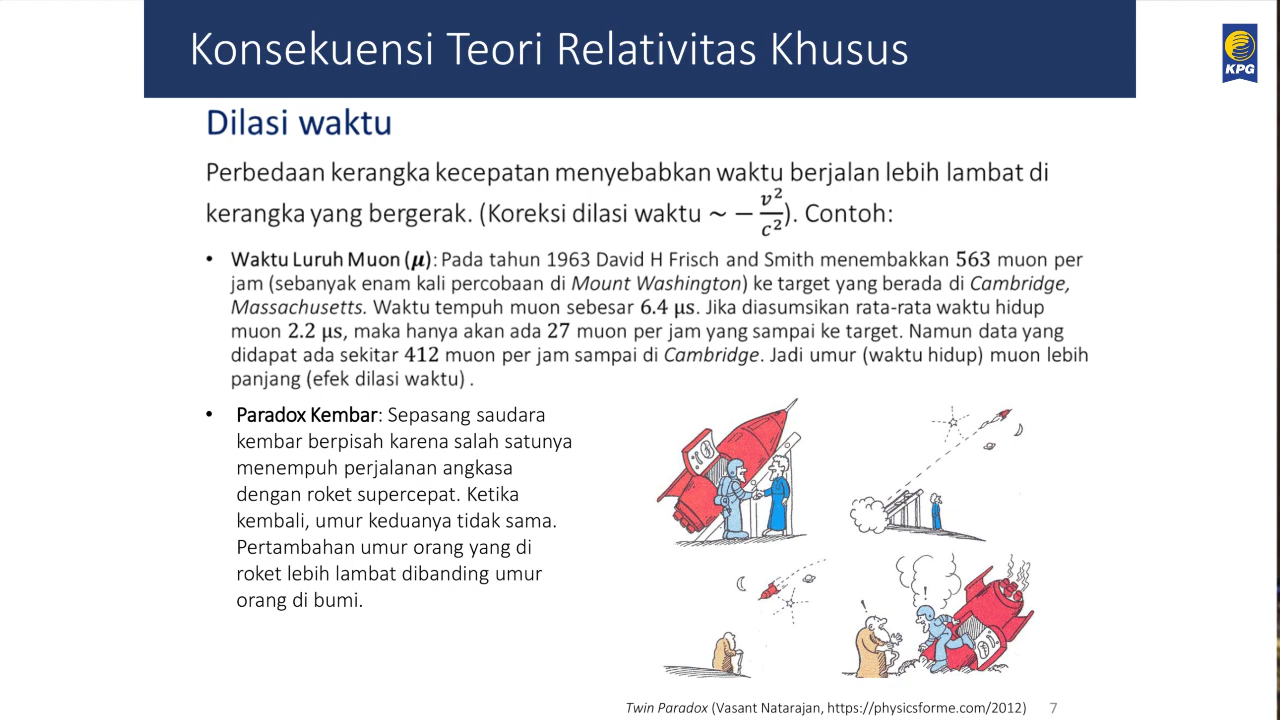 Konsekuensi Teori Relativitas Khusus
KPG
Dilasi waktu
Perbedaan kerangka kecepatan menyebabkan waktu berjalan lebih lambat di
kerangka yang bergerak. (Koreksi dilasi waktu ~ − v²/c²). Contoh:
• Waktu Luruh Muon (μ): Pada tahun 1963 David H Frisch and Smith menembakkan 563 muon per
jam (sebanyak enam kali percobaan di Mount Washington) ke target yang berada di Cambridge,
Massachusetts. Waktu tempuh muon sebesar 6.4 μs. Jika diasumsikan rata-rata waktu hidup
muon 2.2 μs, maka hanya akan ada 27 muon per jam yang sampai ke target. Namun data yang
didapat ada sekitar 412 muon per jam sampai di Cambridge. Jadi umur (waktu hidup) muon lebih
panjang (efek dilasi waktu) .
• Paradox Kembar: Sepasang saudara
kembar berpisah karena salah satunya
menempuh perjalanan angkasa
dengan roket supercepat. Ketika
kembali, umur keduanya tidak sama.
Pertambahan umur orang yang di
roket lebih lambat dibanding umur
orang di bumi.
!
!
Twin Paradox (Vasant Natarajan, https://physicsforme.com/2012)
7